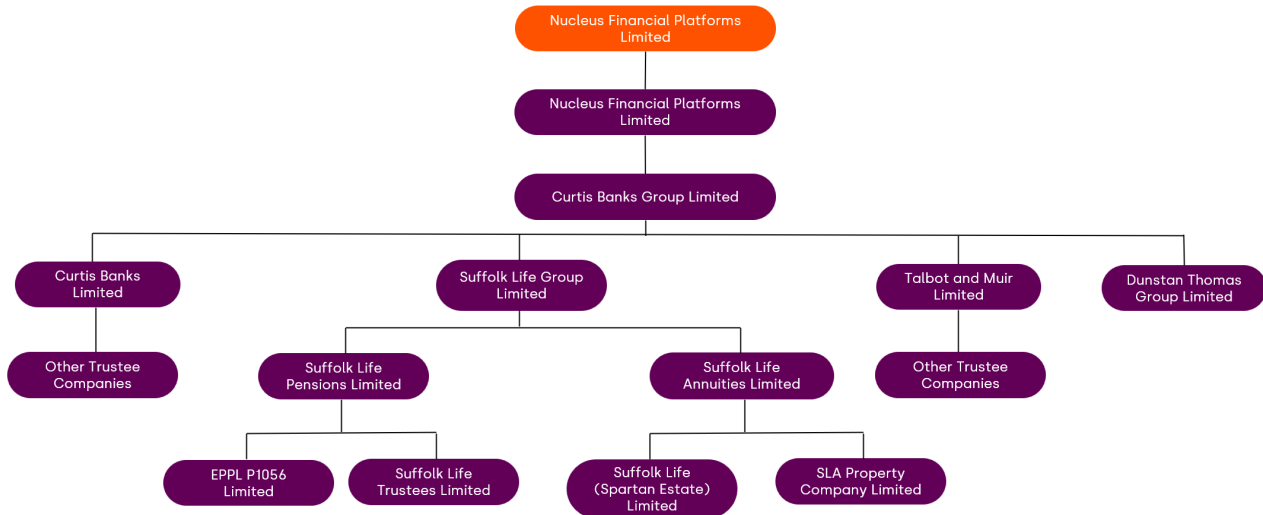 Nucleus Financial Platforms
Limited
Nucleus Financial Platforms
Limited
Curtis Banks Group Limited
Curtis Banks
Limited
Suffolk Life Group
Limited
Talbot and Muir
Limited
Dunstan Thomas
Group Limited
Other Trustee
Companies
Suffolk Life
Pensions Limited
Suffolk Life
Annuities Limited
Other Trustee
Companies
EPPL P1056
Limited
Suffolk Life
Trustees Limited
Suffolk Life
(Spartan Estate)
Limited
SLA Property
Company Limited